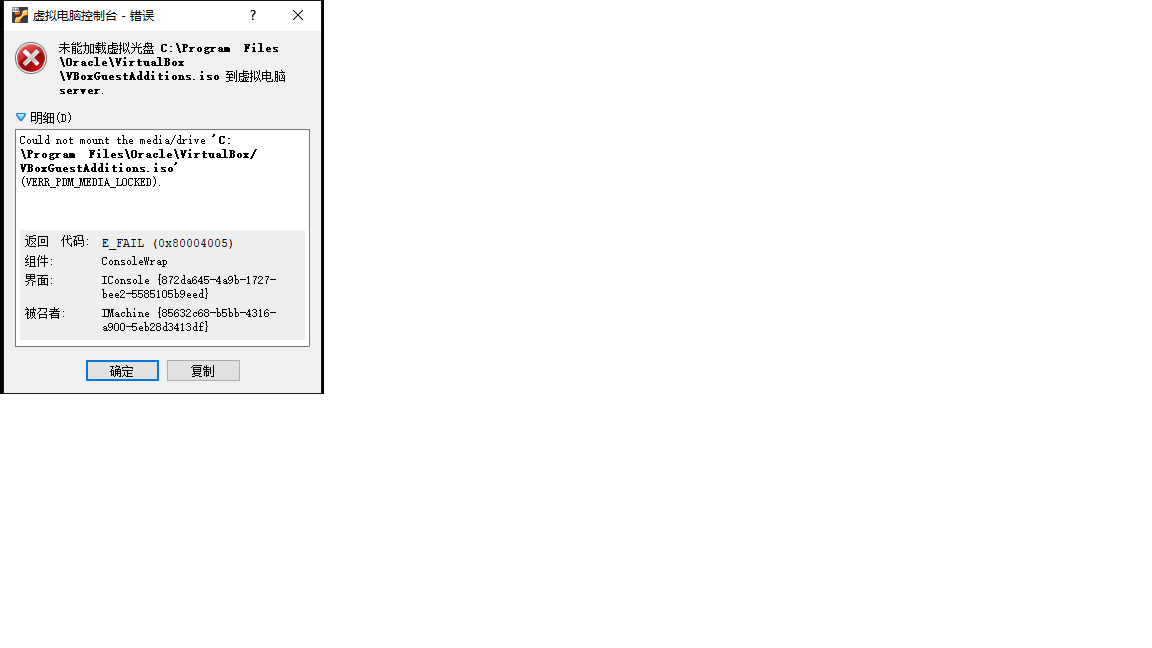 虚拟电脑控制台 - 错误
?
未能加载虚拟光盘 C:\Program Files
\Oracle\VirtualBox
\VBoxGuestAdditions.iso 到虚拟电脑
server.
明细(D)
Could not mount the media/drive 'C:
\Program Files\Oracle\VirtualBox/
VBoxGuestAdditions.iso'
(VERR_PDM_MEDIA_LOCKED).
返回 代码: E_FAIL (0x80004005)
组件: ConsoleWrap
界面: IConsole {872da645-4a9b-1727-
bee2-5585105b9eed}
被召者: IMachine {85632c68-b5bb-4316-
a900-5eb28d3413df}
确定 复制